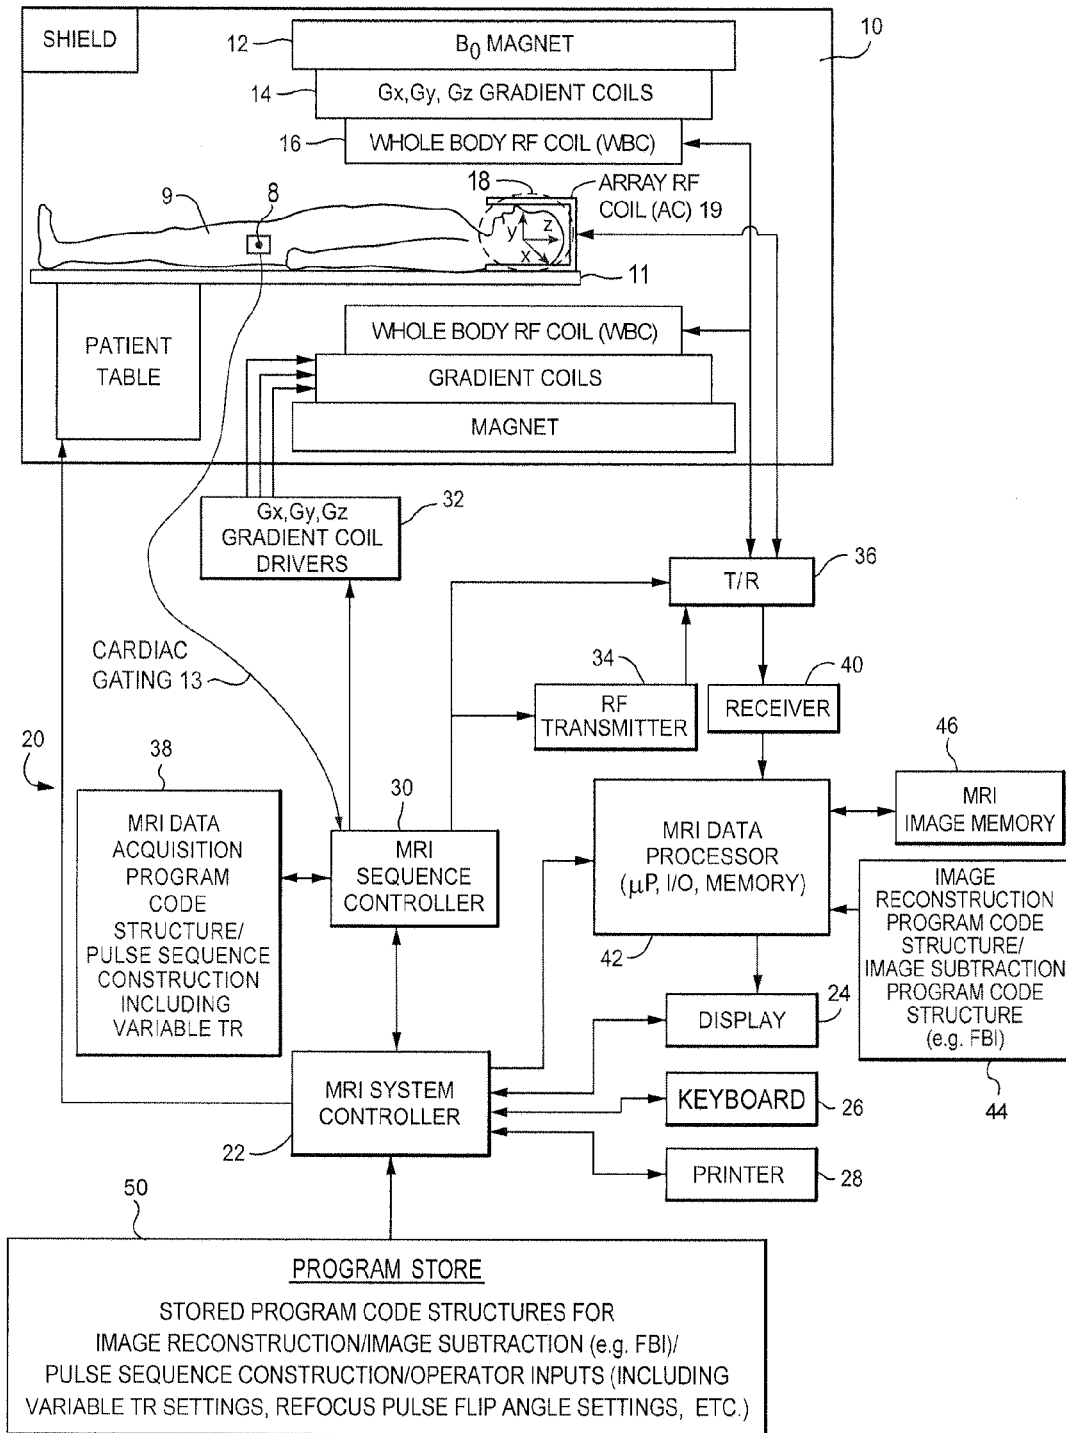 SHIELD
10
12
B0 MAGNET
14
Gx,Gy, Gz GRADIENT COILS
16
WHOLE BODY RF COIL (WBC)
18
ARRAY RF
COIL (AC) 19
9
8
y
z
x
11
PATIENT
TABLE
WHOLE BODY RF COIL (WBC)
GRADIENT COILS
MAGNET
Gx,Gy,Gz
GRADIENT COIL
DRIVERS
32
T/R
36
CARDIAC
GATING 13
34
RF
TRANSMITTER
40
RECEIVER
20
38
MRI DATA
ACQUISITION
PROGRAM
CODE
STRUCTURE/
PULSE SEQUENCE
CONSTRUCTION
INCLUDING
VARIABLE TR
30
MRI
SEQUENCE
CONTROLLER
MRI DATA
PROCESSOR
(µP, I/O, MEMORY)
42
46
MRI
IMAGE MEMORY
IMAGE
RECONSTRUCTION
PROGRAM CODE
STRUCTURE/
IMAGE SUBTRACTION
PROGRAM CODE
STRUCTURE
(e.g. FBI)
44
DISPLAY
24
MRI SYSTEM
CONTROLLER
22
KEYBOARD
26
PRINTER
28
50
PROGRAM STORE
STORED PROGRAM CODE STRUCTURES FOR
IMAGE RECONSTRUCTION/IMAGE SUBTRACTION (e.g. FBI)/
PULSE SEQUENCE CONSTRUCTION/OPERATOR INPUTS (INCLUDING
VARIABLE TR SETTINGS, REFOCUS PULSE FLIP ANGLE SETTINGS, ETC.)